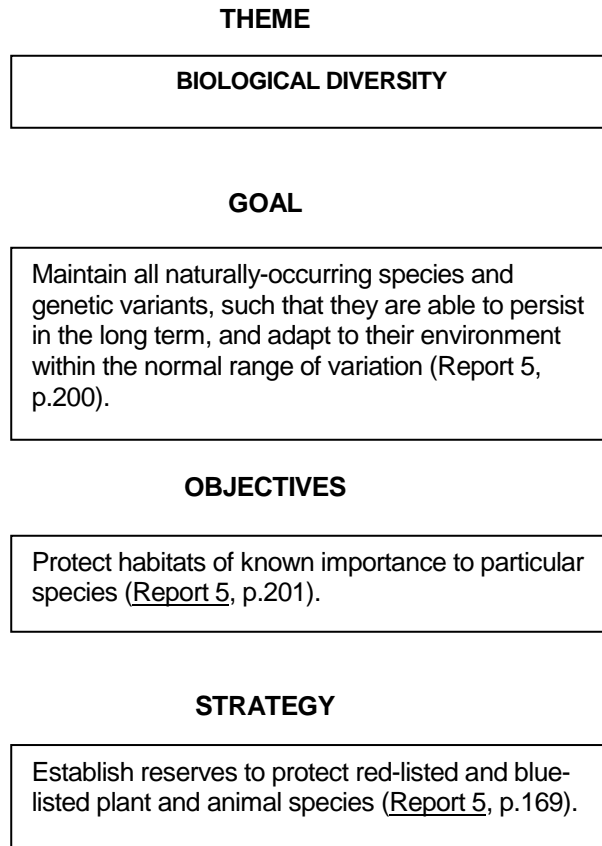 THEME
BIOLOGICAL DIVERSITY
GOAL
Maintain all naturally-occurring species and
genetic variants, such that they are able to persist
in the long term, and adapt to their environment
within the normal range of variation (Report 5,
p.200).
OBJECTIVES
Protect habitats of known importance to particular
species (Report 5, p.201).
STRATEGY
Establish reserves to protect red-listed and blue-
listed plant and animal species (Report 5, p.169).